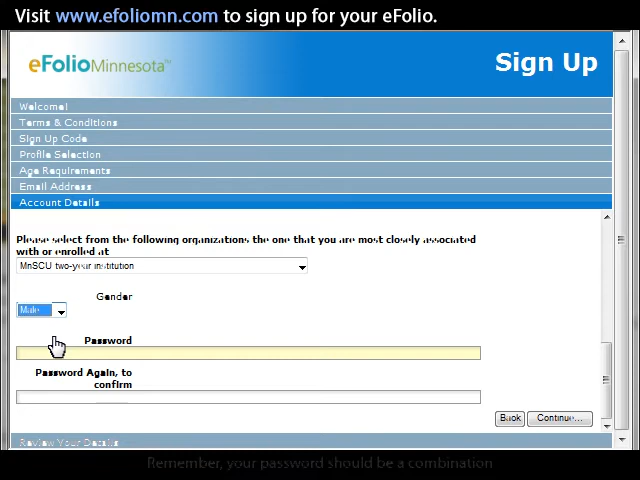 Visit www.efoliomn.com to sign up for your eFolio.
eFolioMinnesota™
Sign Up
Welcome!
Terms & Conditions
Sign Up Code
Profile Selection
Age Requirements
Email Address
Account Details
Please select from the following organizations the one that you are most closely associated
with or enrolled at
MnSCU two-year institution
Gender
Male
Password
Password Again, to
confirm
Back Continue...
Review Your Details
Remember, your password should be a combination